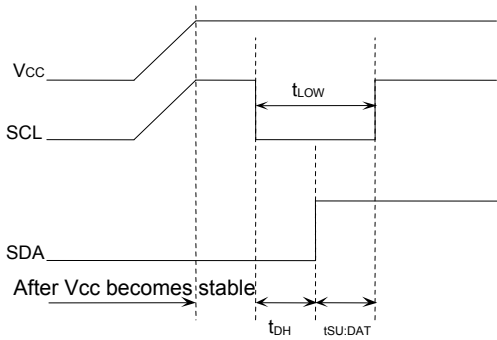 Vcc
tLOW
SCL
SDA
After Vcc becomes stable
tDH
tSU:DAT